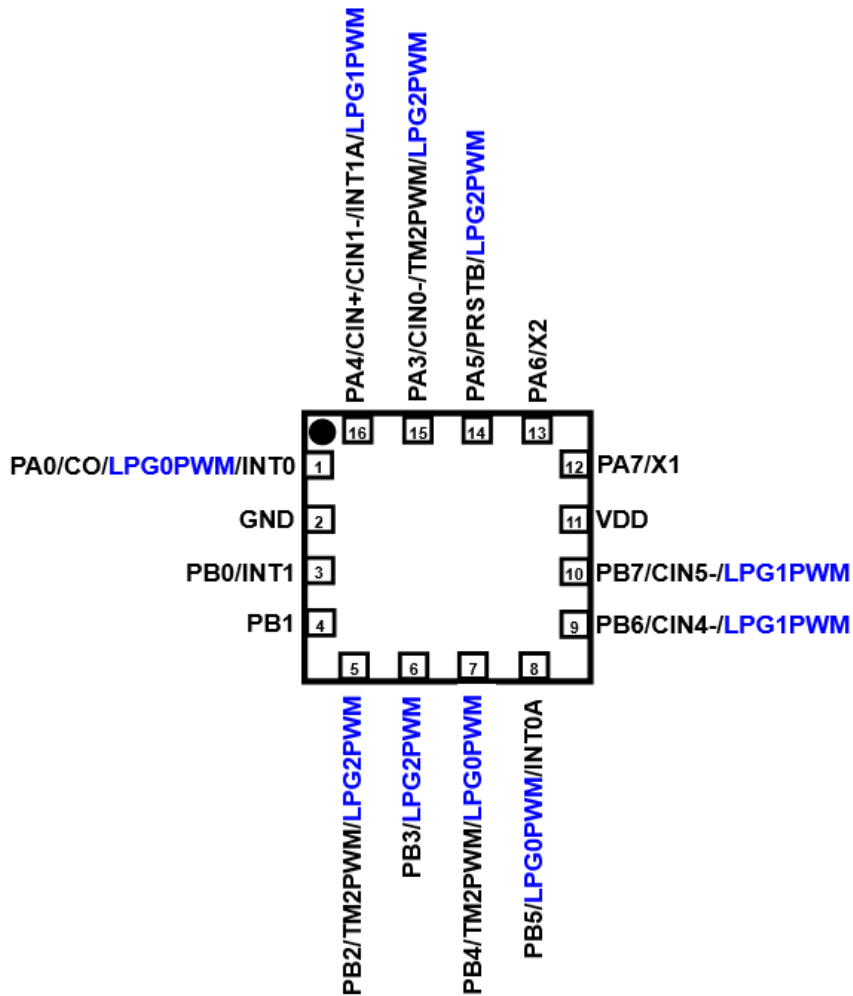 PA4/CIN+/CIN1-/INT1A/LPG1PWM
PA3/CIN0-/TM2PWM/LPG2PWM
PA5/PRSTB/LPG2PWM
PA6/X2
16
15
14
13
PA0/CO/LPG0PWM/INT0
1
12
PA7/X1
GND
2
11
VDD
PB0/INT1
3
10
PB7/CIN5-/LPG1PWM
PB1
4
9
PB6/CIN4-/LPG1PWM
5
6
7
8
PB2/TM2PWM/LPG2PWM
PB3/LPG2PWM
PB4/TM2PWM/LPG0PWM
PB5/LPG0PWM/INT0A